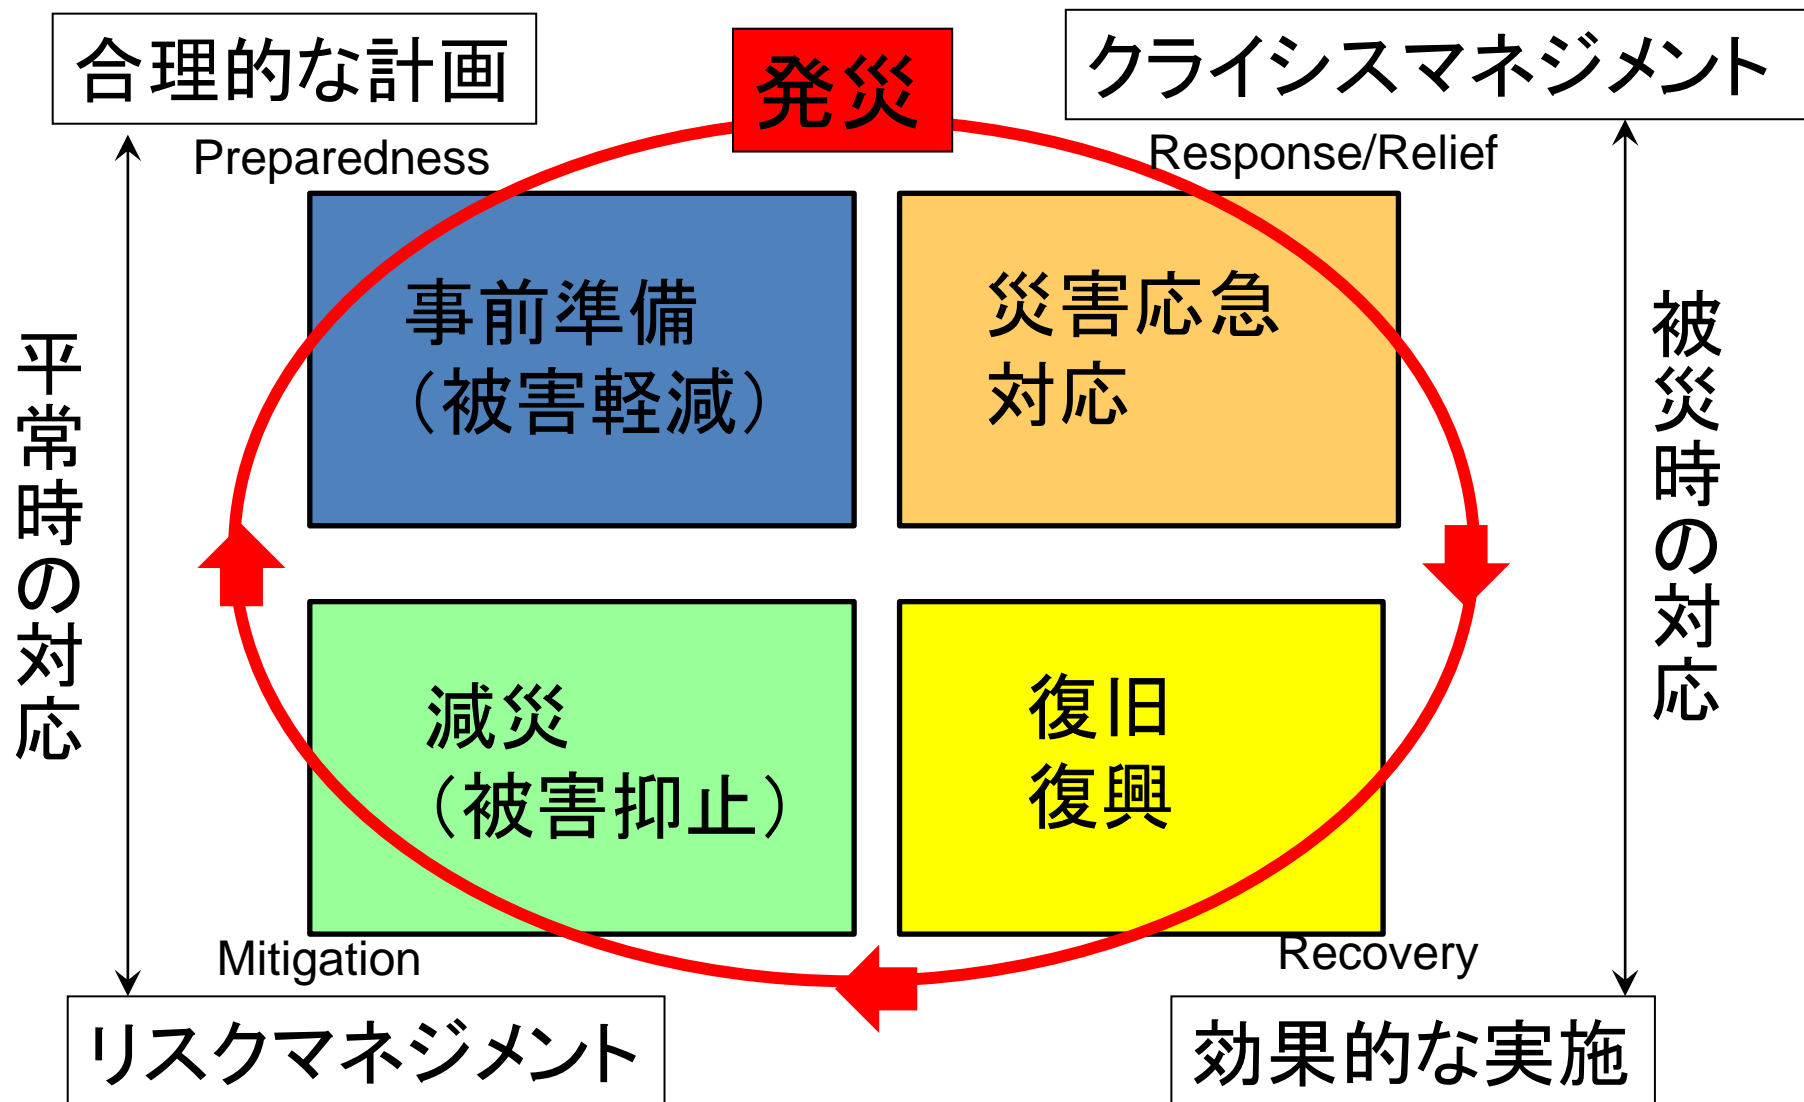 合理的な計画
発災
クライシスマネジメント
Preparedness
Response/Relief
事前準備
（被害軽減）
災害応急
対応
平常時の対応
被災時の対応
減災
（被害抑止）
復旧
復興
Mitigation
Recovery
リスクマネジメント
効果的な実施